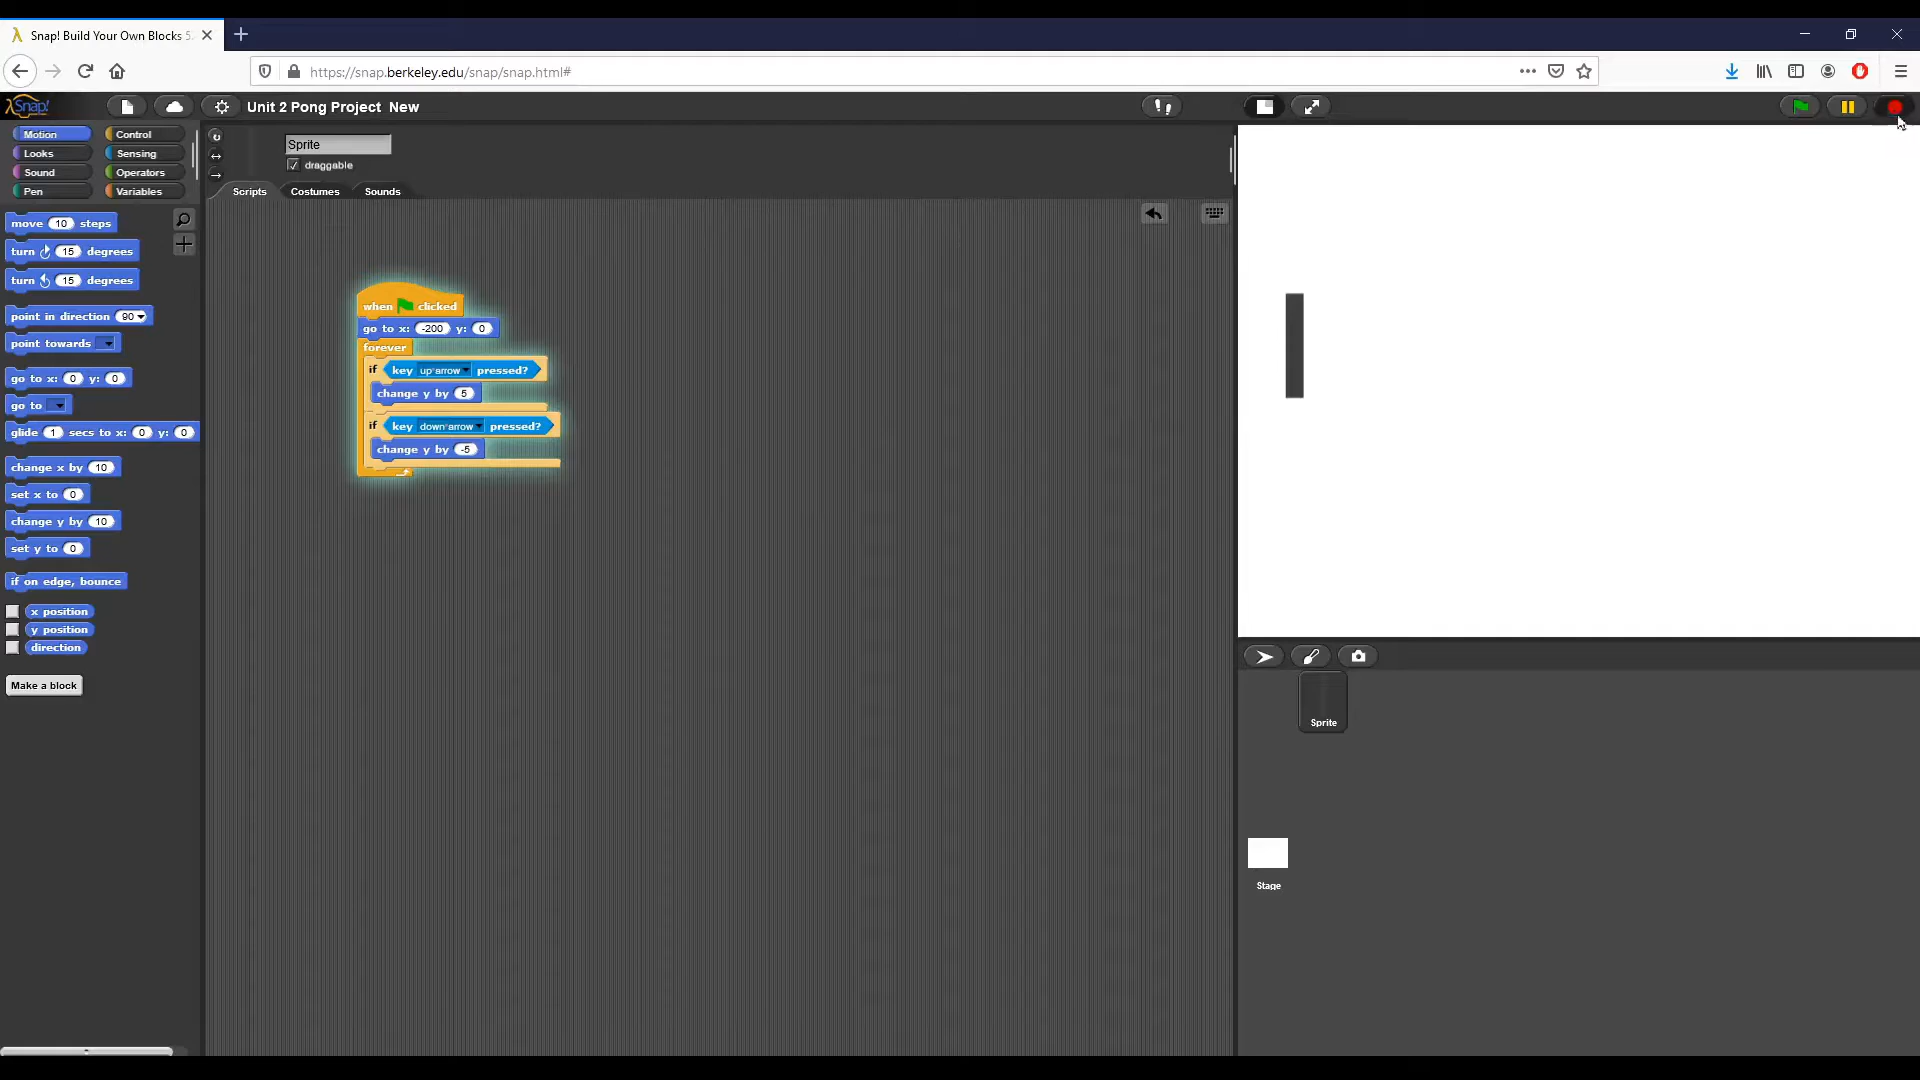 Snap! Build Your Own Blocks 5.
https://snap.berkeley.edu/snap/snap.html#
Snap!
Unit 2 Pong Project New
Motion
Control
Looks
Sensing
Sound
Operators
Pen
Variables
Sprite
draggable
Scripts
Costumes
Sounds
move 10 steps
turn 15 degrees
turn 15 degrees
point in direction 90
point towards
go to x: 0 y: 0
go to
glide 1 secs to x: 0 y: 0
change x by 10
set x to 0
change y by 10
set y to 0
if on edge, bounce
x position
y position
direction
Make a block
when clicked
go to x: -200 y: 0
forever
if key up arrow pressed?
change y by 5
if key down arrow pressed?
change y by -5
Sprite
Stage